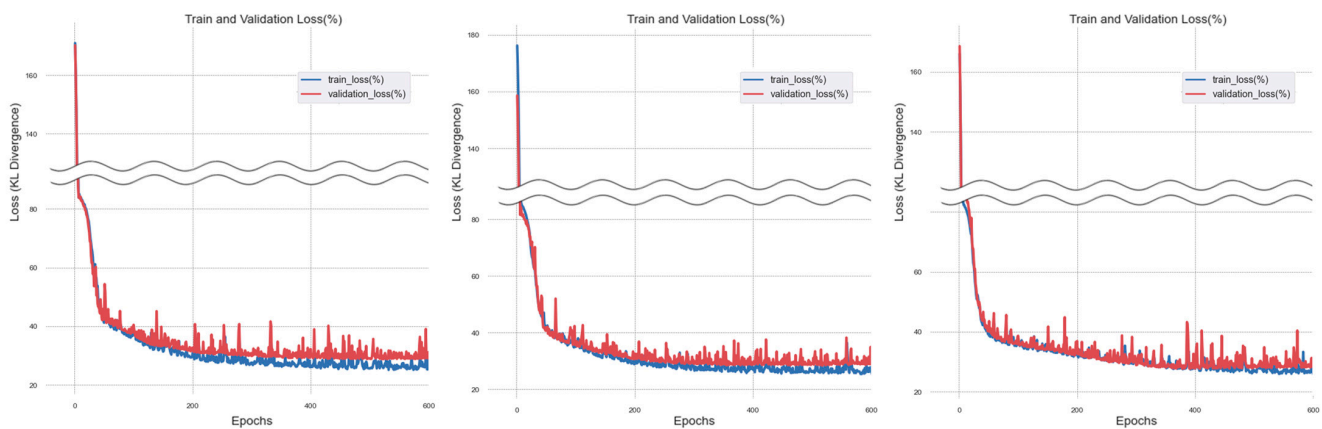 Train and Validation Loss(%)
Loss (KL Divergence)
160
140
80
60
40
20
train_loss(%)
validation_loss(%)
0
200
400
600
Epochs
Train and Validation Loss(%)
Loss (KL Divergence)
180
160
140
80
60
40
20
train_loss(%)
validation_loss(%)
0
200
400
600
Epochs
Train and Validation Loss(%)
Loss (KL Divergence)
160
140
60
40
20
train_loss(%)
validation_loss(%)
0
200
400
600
Epochs